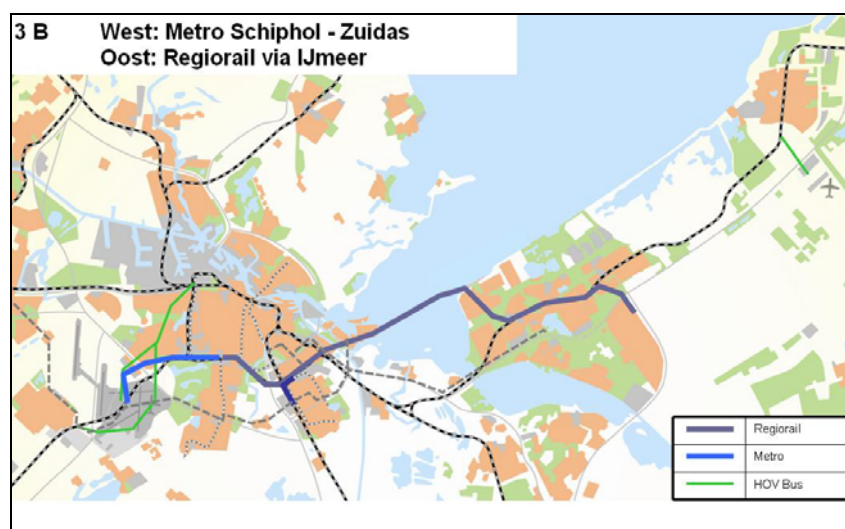 3 B West: Metro Schiphol - Zuidas
Oost: Regiorail via IJmeer
Regiorail
Metro
HOV Bus